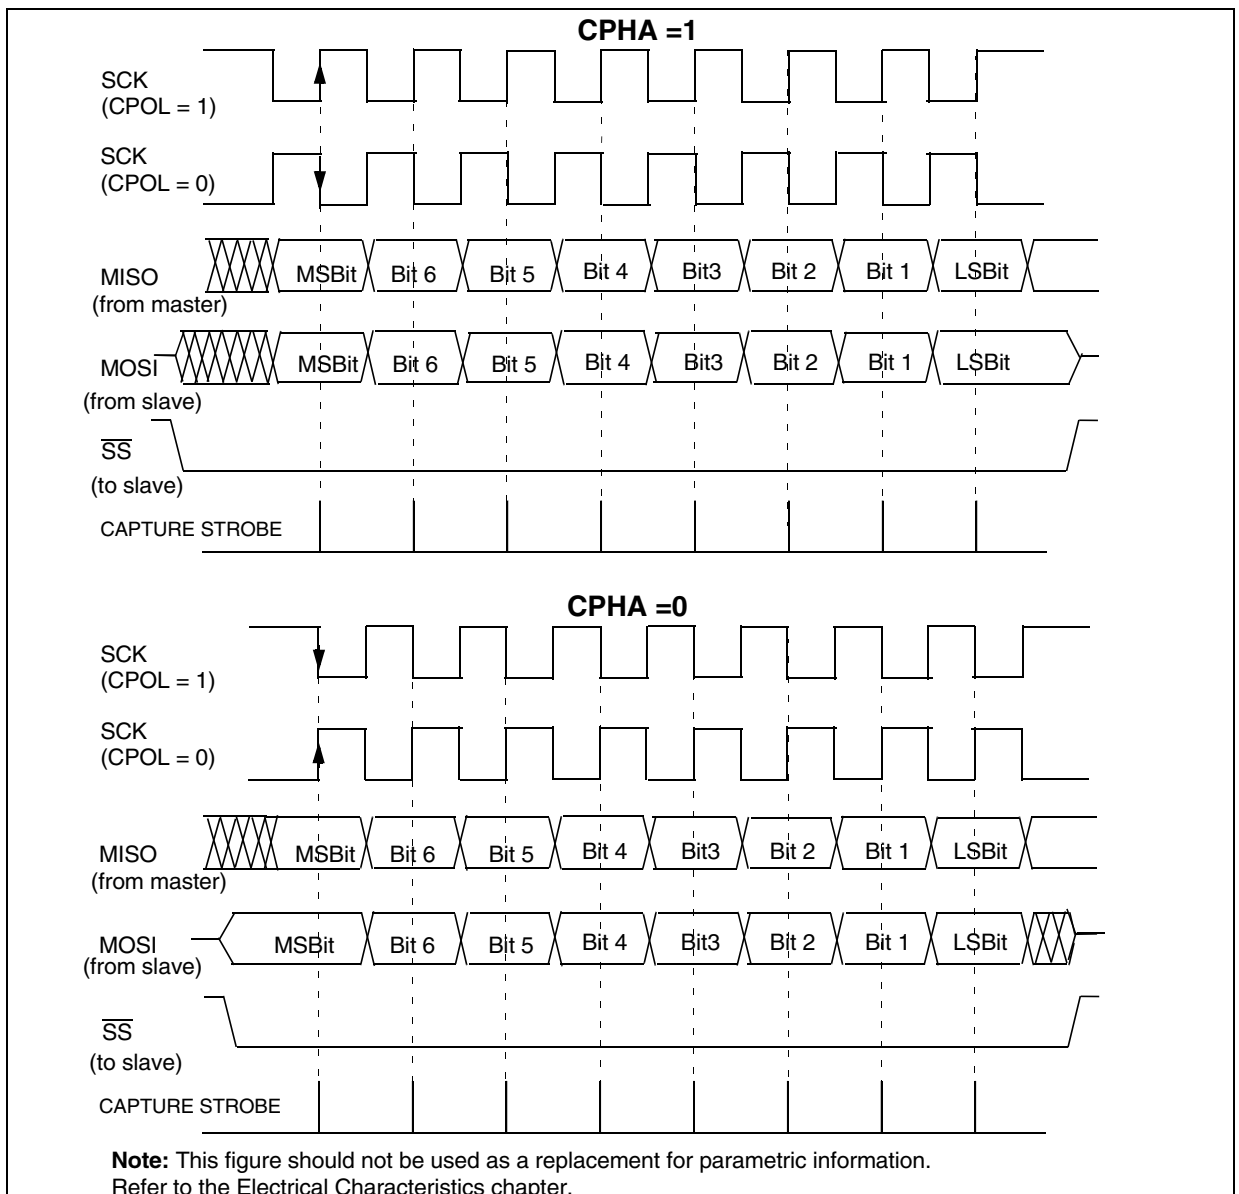 CPHA =1
SCK
(CPOL = 1)
SCK
(CPOL = 0)
MISO
(from master)
MSBit Bit 6 Bit 5 Bit 4 Bit3 Bit 2 Bit 1 LSBit
MOSI
(from slave)
MSBit Bit 6 Bit 5 Bit 4 Bit3 Bit 2 Bit 1 LSBit
SS
(to slave)
CAPTURE STROBE
CPHA =0
SCK
(CPOL = 1)
SCK
(CPOL = 0)
MISO
(from master)
MSBit Bit 6 Bit 5 Bit 4 Bit3 Bit 2 Bit 1 LSBit
MOSI
(from slave)
MSBit Bit 6 Bit 5 Bit 4 Bit3 Bit 2 Bit 1 LSBit
SS
(to slave)
CAPTURE STROBE
Note: This figure should not be used as a replacement for parametric information.
Refer to the Electrical Characteristics chapter.